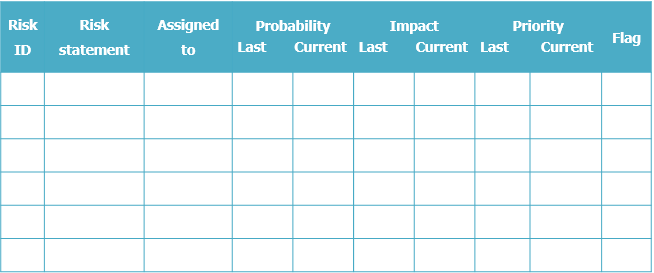 Risk ID
Risk statement
Assigned to
Probability
Last Current
Impact
Last Current
Priority
Last Current
Flag